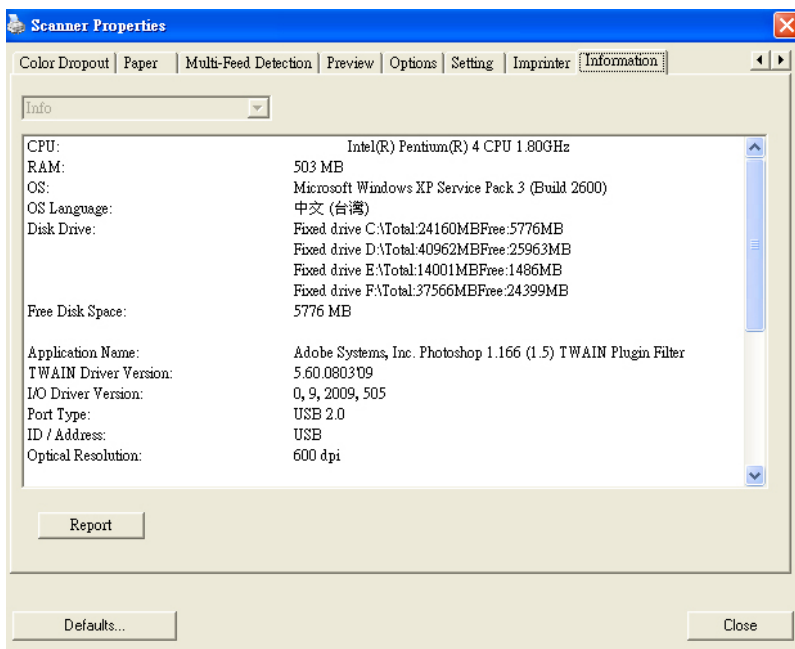 Scanner Properties
Color Dropout Paper Multi-Feed Detection Preview Options Setting Imprinter Information
Info
CPU: Intel(R) Pentium(R) 4 CPU 1.80GHz
RAM: 503 MB
OS: Microsoft Windows XP Service Pack 3 (Build 2600)
OS Language: 中文 (台灣)
Disk Drive: Fixed drive C:\Total:24160MBFree:5776MB
Fixed drive D:\Total:40962MBFree:25963MB
Fixed drive E:\Total:14001MBFree:1486MB
Fixed drive F:\Total:37566MBFree:24399MB
Free Disk Space: 5776 MB
Application Name: Adobe Systems, Inc. Photoshop 1.166 (1.5) TWAIN Plugin Filter
TWAIN Driver Version: 5.60.0803'09
I/O Driver Version: 0, 9, 2009, 505
Port Type: USB 2.0
ID / Address: USB
Optical Resolution: 600 dpi
Report
Defaults... Close